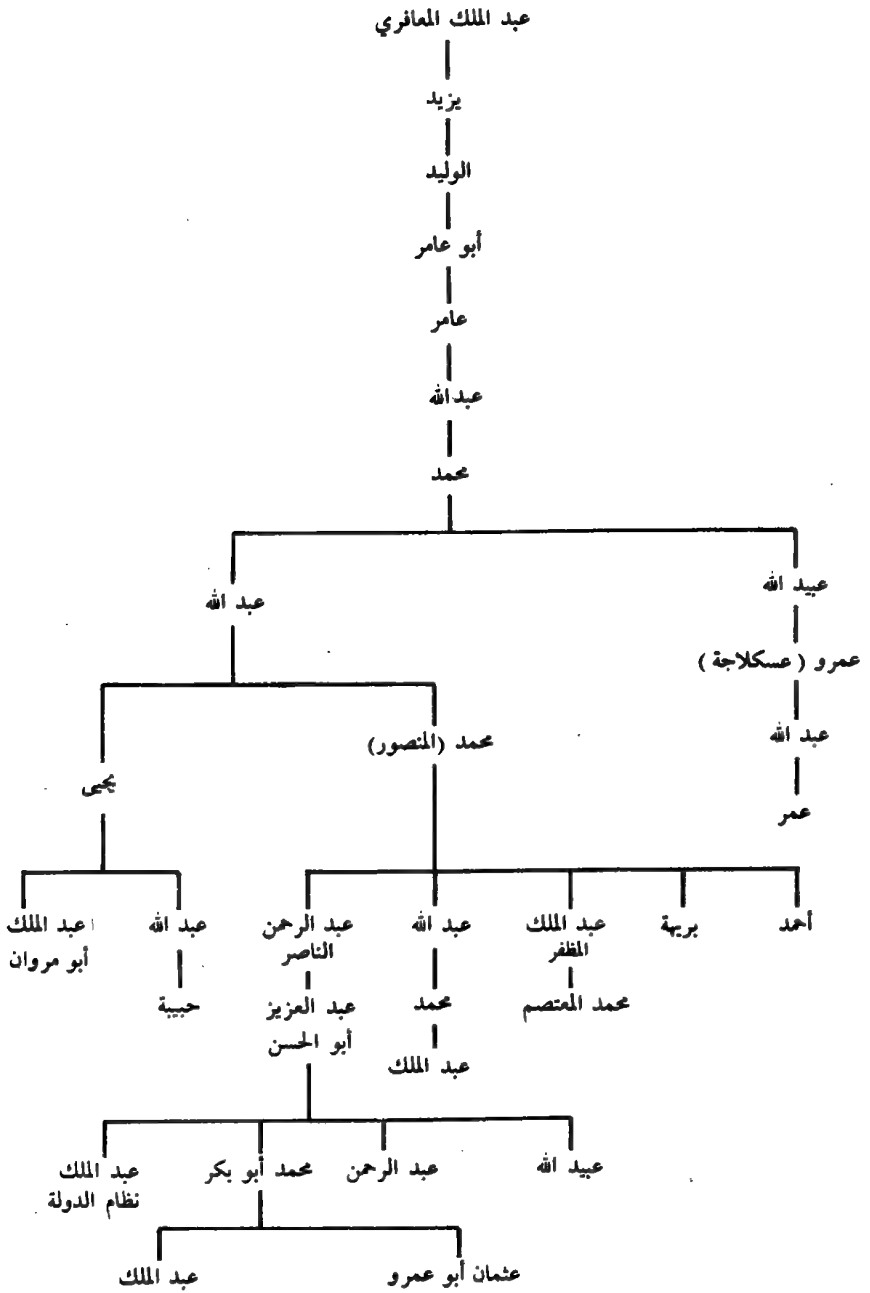 عبد الملك المعافري
يزيد
الوليد
أبو عامر
عامر
عبد الله
محمد
عبيد الله
عبد الله
عمرو (عسكلاجة)
عبد الله
محمد (المنصور)
يحيى
عمر
أحمد
بريهة
عبد الملك
المظفر
عبد الله
عبد الرحمن
الناصر
عبد الله
عبد الملك
أبو مروان
محمد المعتصم
محمد
عبد العزيز
أبو الحسن
حبيبة
عبد الملك
عبيد الله
عبد الرحمن
محمد أبو بكر
عبد الملك
نظام الدولة
عثمان أبو عمرو
عبد الملك